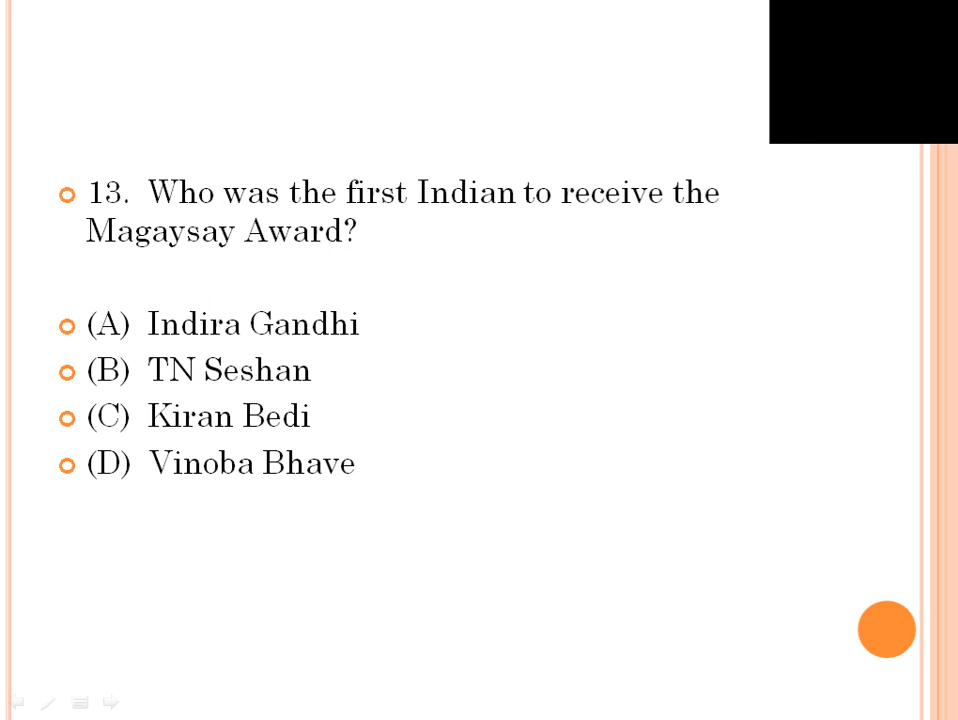 13. Who was the first Indian to receive the
Magaysay Award?
(A) Indira Gandhi
(B) TN Seshan
(C) Kiran Bedi
(D) Vinoba Bhave